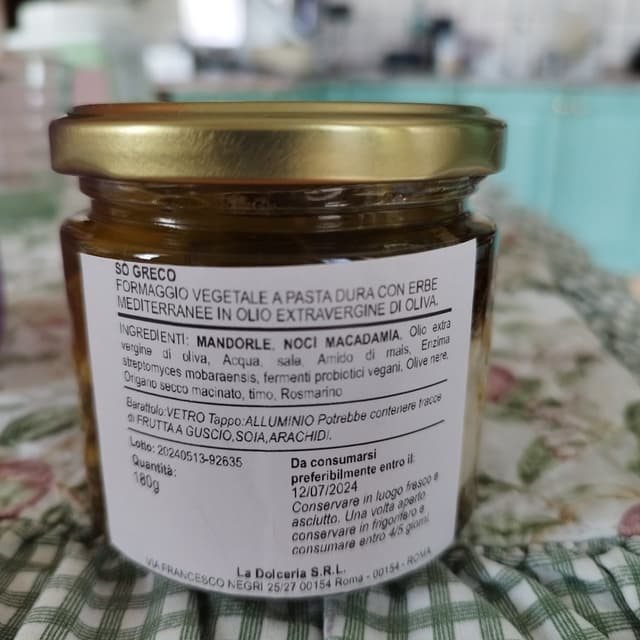 SO GRECO
FORMAGGIO VEGETALE A PASTA DURA CON ERBE
MEDITERRANEE IN OLIO EXTRAVERGINE DI OLIVA.
INGREDIENTI: MANDORLE, NOCI MACADAMIA, Olio extra
vergine di oliva, Acqua, sale, Amido di mais, Enzima
streptomyces mobaraensis, fermenti probiotici vegani, Olive nere,
Origano secco macinato, timo, Rosmarino
Barattolo:VETRO Tappo:ALLUMINIO Potrebbe contenere tracce
di FRUTTA A GUSCIO,SOIA,ARACHIDI.
Lotto: 20240513-92635
Quantità:
180g
Da consumarsi
preferibilmente entro il:
12/07/2024
Conservare in luogo fresco e
asciutto. Una volta aperto
conservare in frigorifero e
consumare entro 4/5 giorni.
La Dolceria S.R.L.
VIA FRANCESCO NEGRI 25/27 00154 Roma - 00154 - ROMA